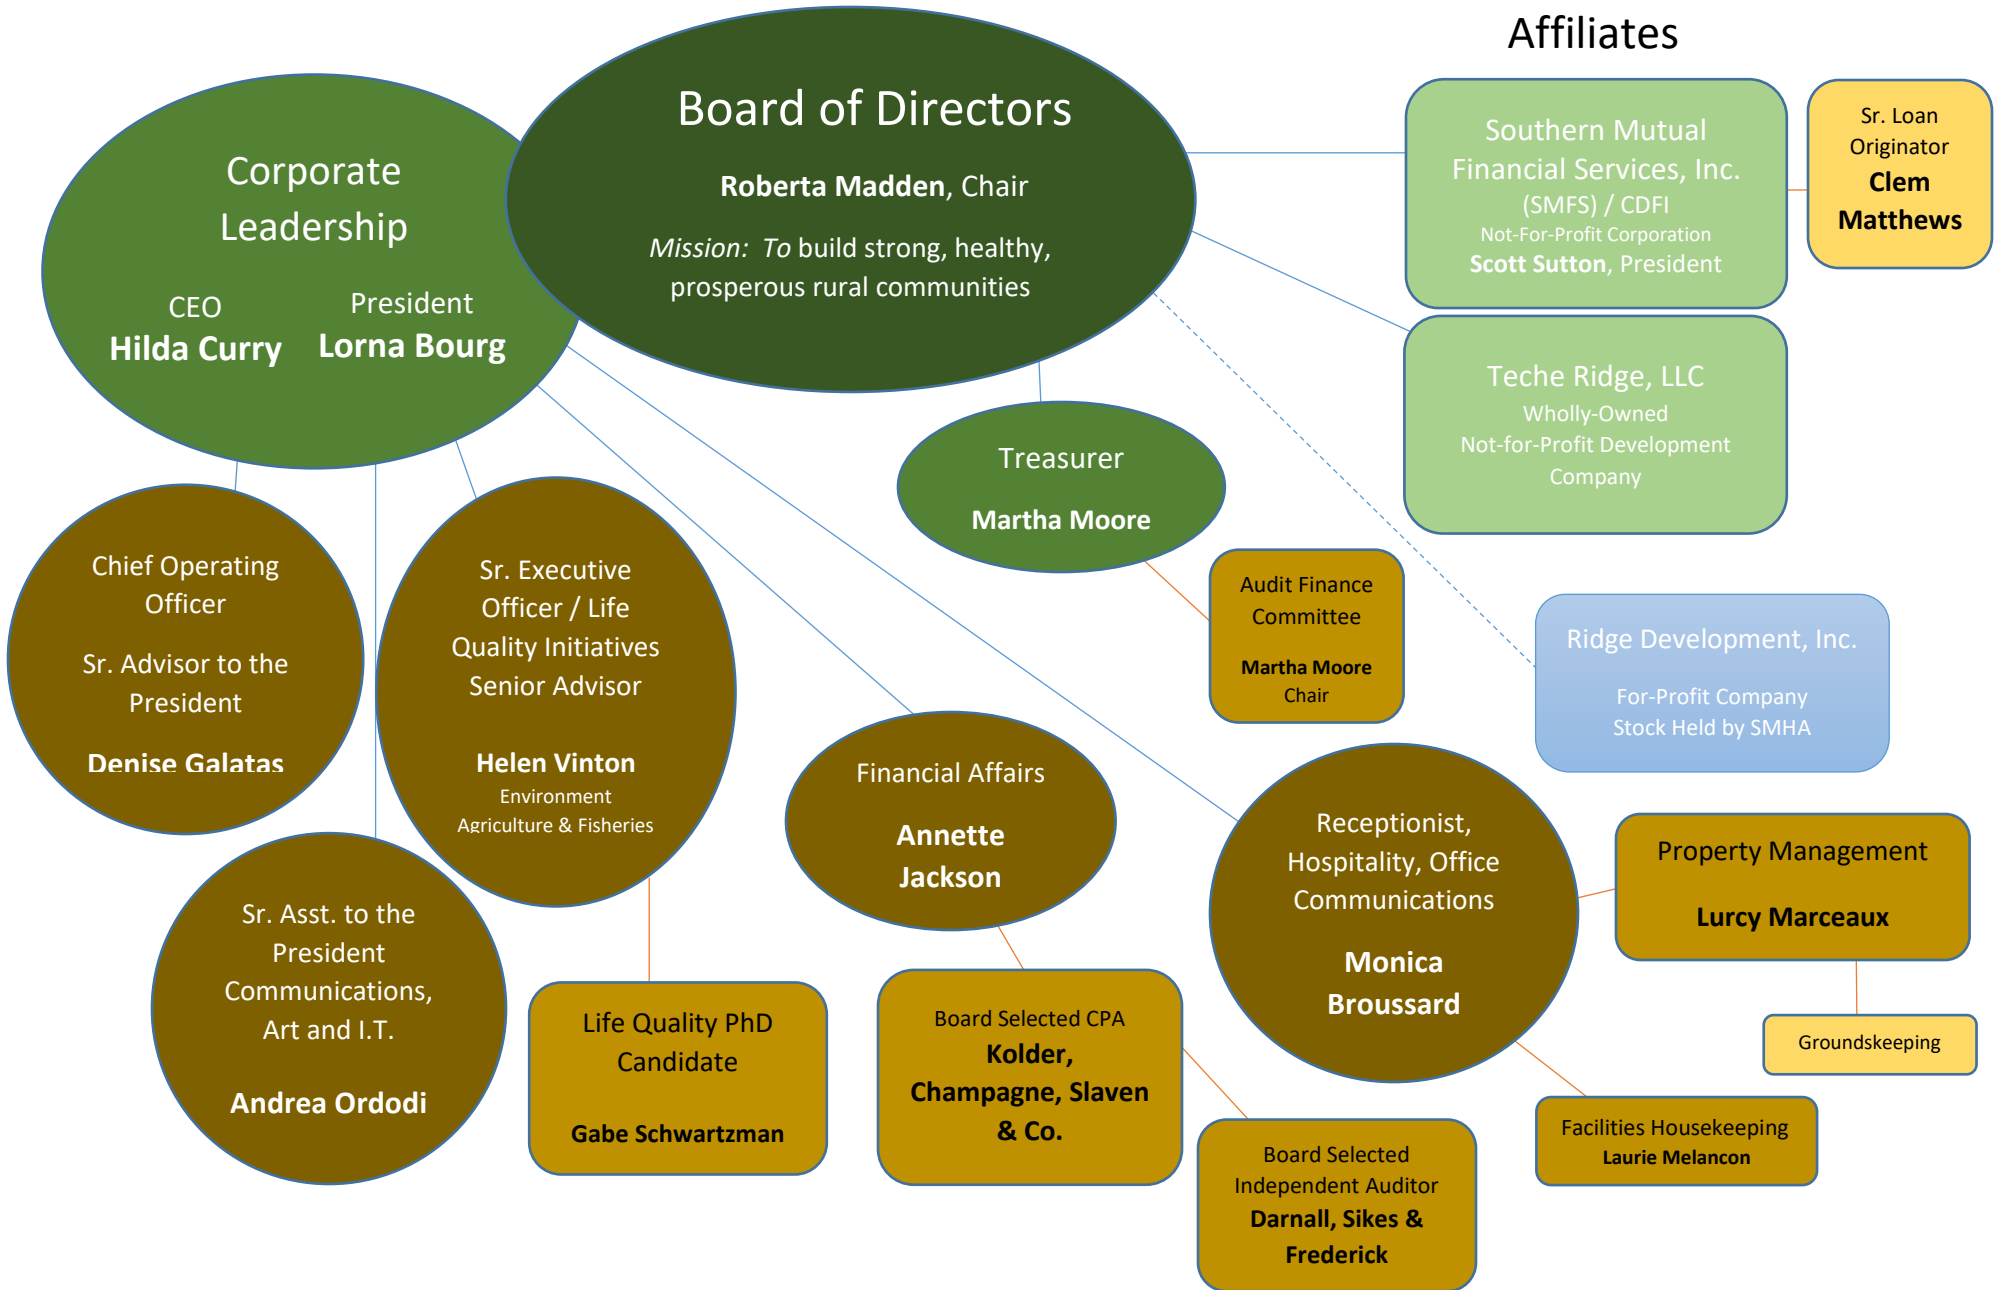 Affiliates
Board of Directors
Roberta Madden, Chair
Mission:  To build strong, healthy,
prosperous rural communities
Corporate
Leadership
CEO
Hilda Curry
President
Lorna Bourg
Southern Mutual
Financial Services, Inc.
(SMFS) / CDFI
Not-For-Profit Corporation
Scott Sutton, President
Sr. Loan
Originator
Clem
Matthews
Teche Ridge, LLC
Wholly-Owned
Not-for-Profit Development
Company
Treasurer
Martha Moore
Audit Finance
Committee
Martha Moore
Chair
Ridge Development, Inc.
For-Profit Company
Stock Held by SMHA
Chief Operating
Officer
Sr. Advisor to the
President
Denise Galatas
Sr. Executive
Officer / Life
Quality Initiatives
Senior Advisor
Helen Vinton
Environment
Agriculture & Fisheries
Financial Affairs
Annette
Jackson
Receptionist,
Hospitality, Office
Communications
Monica
Broussard
Property Management
Lurcy Marceaux
Groundskeeping
Sr. Asst. to the
President
Communications,
Art and I.T.
Andrea Ordodi
Life Quality PhD
Candidate
Gabe Schwartzman
Board Selected CPA
Kolder,
Champagne, Slaven
& Co.
Board Selected
Independent Auditor
Darnall, Sikes &
Frederick
Facilities Housekeeping
Laurie Melancon